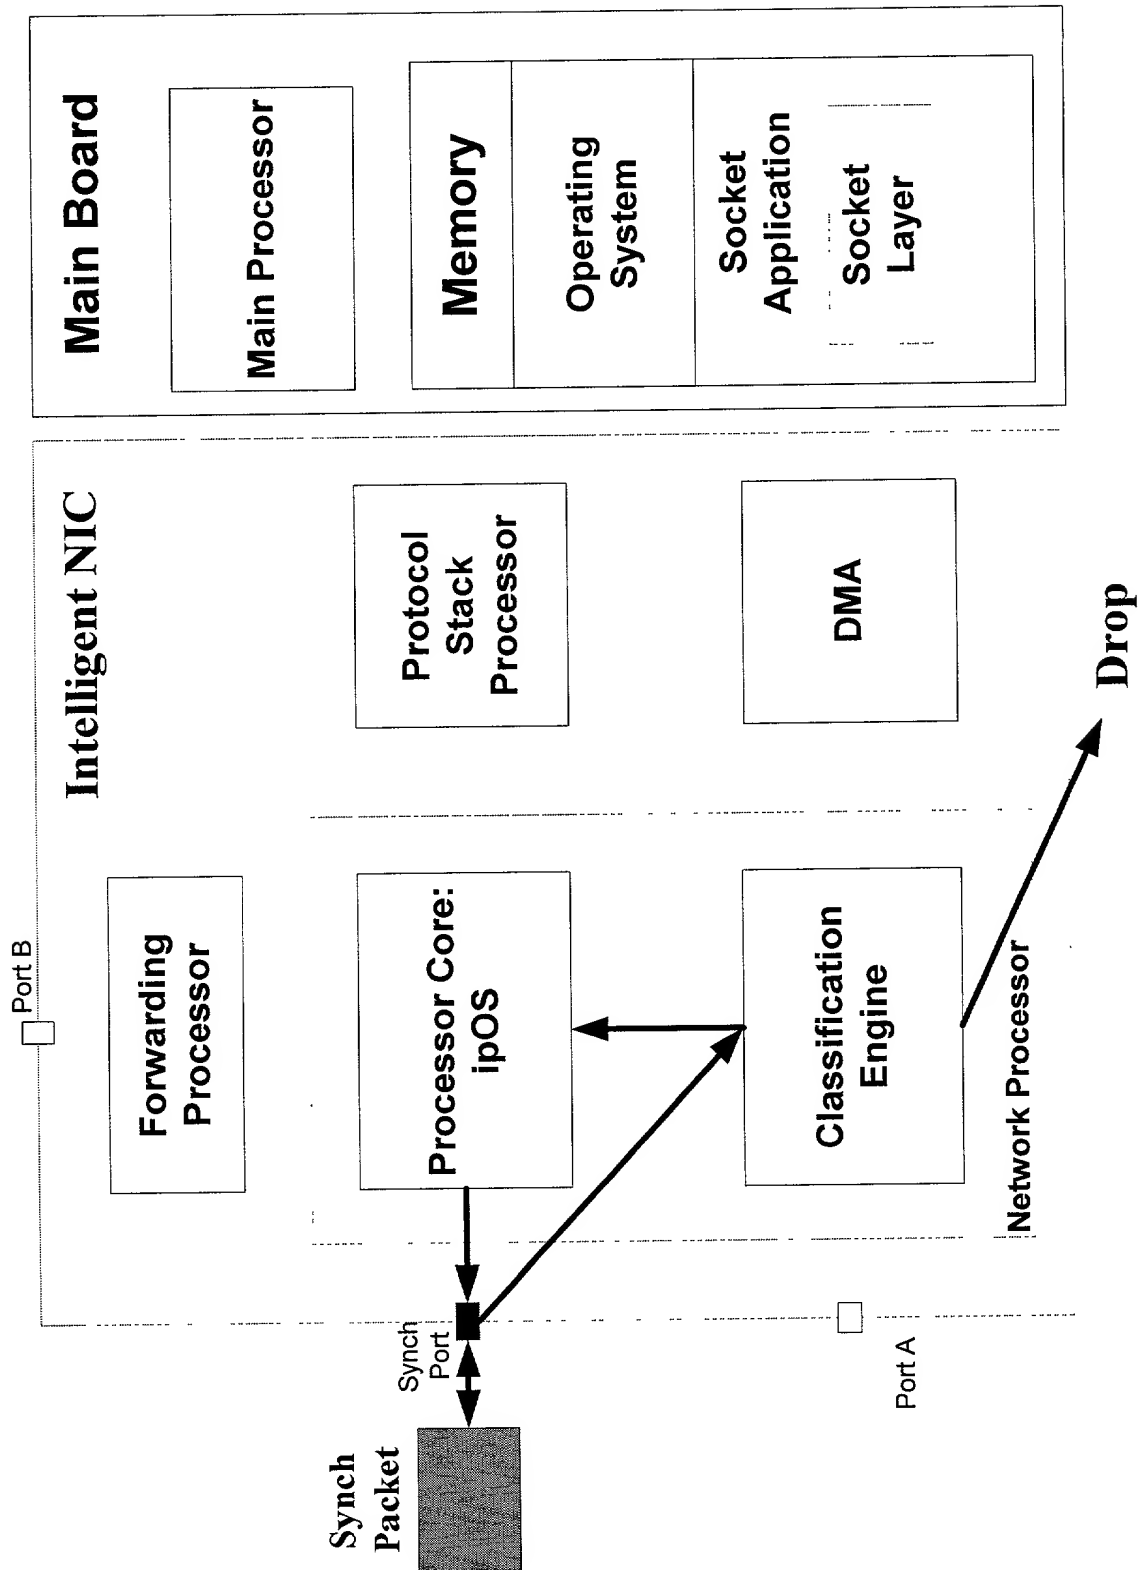 Main Board
Main Processor
Memory
Operating
System
Socket
Application
Socket
Layer
Intelligent NIC
Protocol
Stack
Processor
DMA
Drop
Port B
Forwarding
Processor
Processor Core:
ipOS
Classification
Engine
Network Processor
Synch
Port
Port A
Synch
Packet